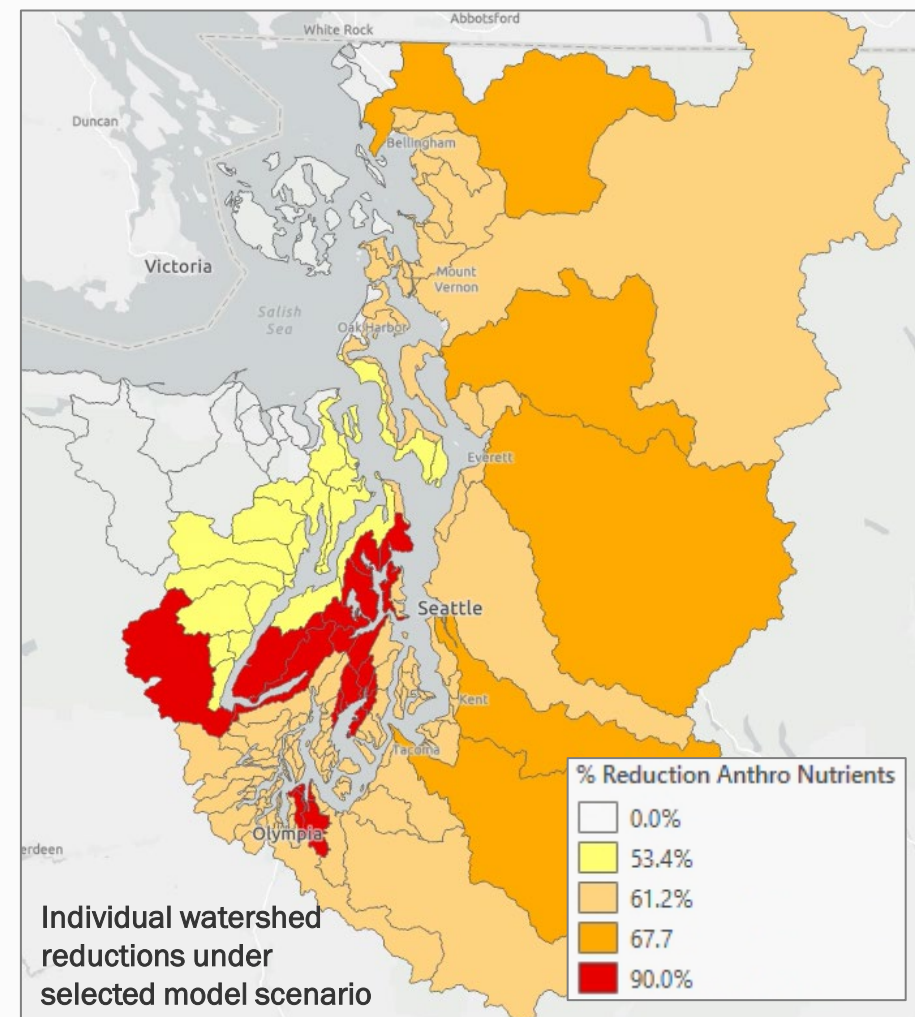 Abbotsford
White Rock
Duncan
Bellingham
Victoria
Mount
Vernon
Salish
Sea
Oak Harbor
Everett
Seattle
Kent
Tacoma
Olympia
erdeen
% Reduction Anthro Nutrients
0.0%
53.4%
61.2%
67.7
90.0%
Individual watershed
reductions under
selected model scenario